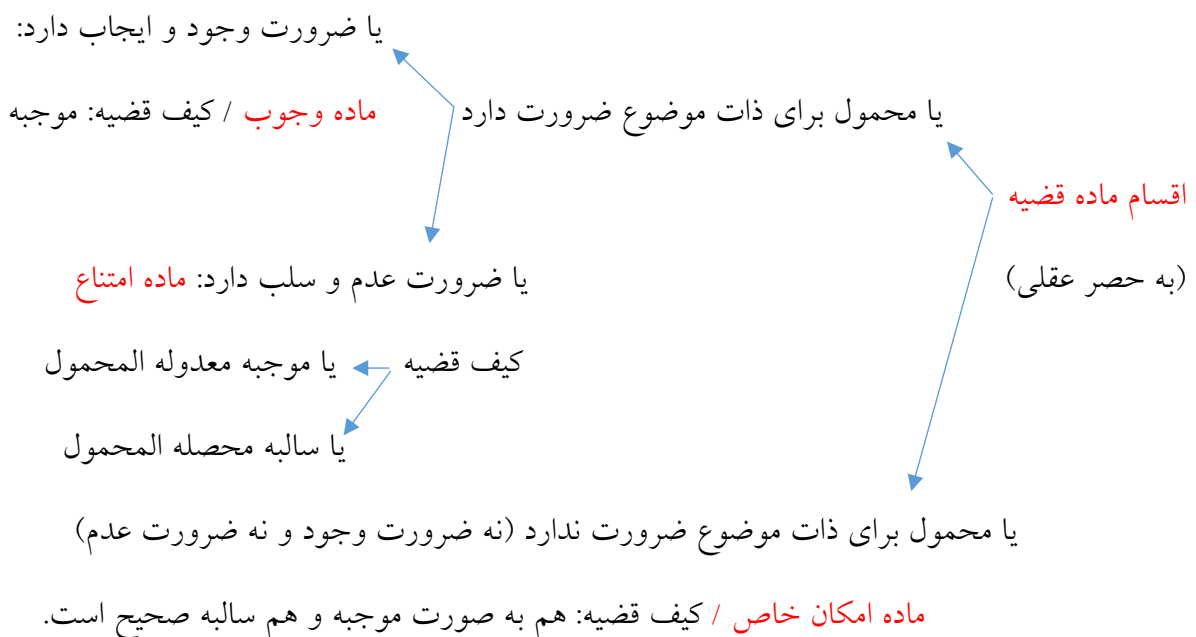 یا ضرورت وجود و ایجاب دارد:
یا محمول برای ذات موضوع ضرورت دارد
ماده وجوب / کیف قضیه: موجبه
اقسام ماده قضیه
(به حصر عقلی)
یا ضرورت عدم و سلب دارد: ماده امتناع
کیف قضیه
یا موجبه معدوله المحمول
یا سالبه محصله المحمول
یا محمول برای ذات موضوع ضرورت ندارد (نه ضرورت وجود و نه ضرورت عدم)
ماده امکان خاص / کیف قضیه: هم به صورت موجبه و هم سالبه صحیح است.